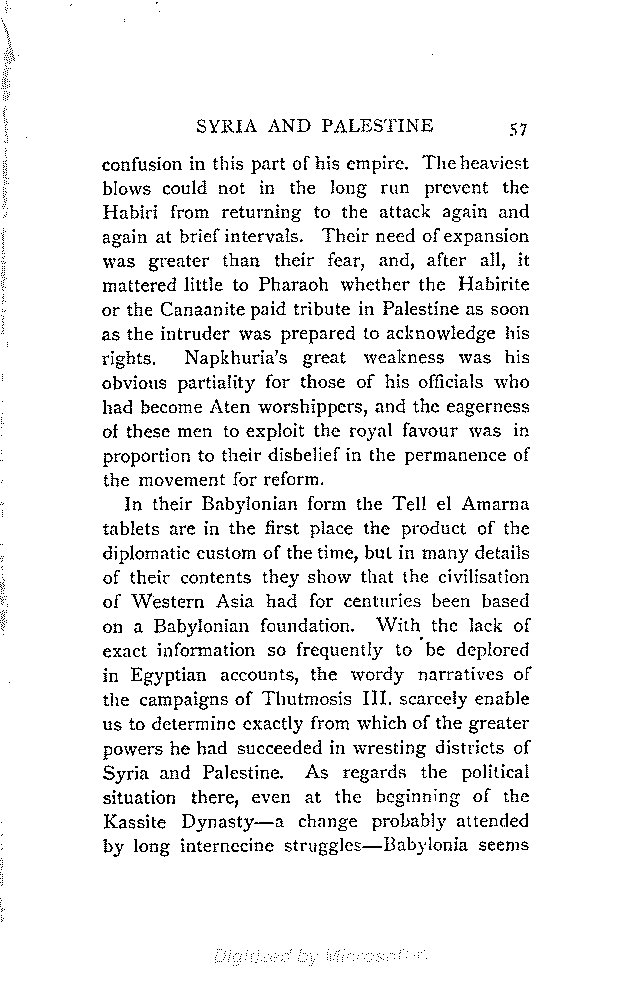 SYRIA AND PALESTINE 57
confusion in this part of his empire. The heaviest
blows could not in the long run prevent the
Habiri from returning to the attack again and
again at brief intervals. Their need of expansion
was greater than their fear, and, after all, it
mattered little to Pharaoh whether the Habirite
or the Canaanite paid tribute in Palestine as soon
as the intruder was prepared to acknowledge his
rights. Napkhuria's great weakness was his
obvious partiality for those of his officials who
had become Aten worshippers, and the eagerness
of these men to exploit the royal favour was in
proportion to their disbelief in the permanence of
the movement for reform.
In their Babylonian form the Tell el Amarna
tablets are in the first place the product of the
diplomatic custom of the time, but in many details
of their contents they show that the civilisation
of Western Asia had for centuries been based
on a Babylonian foundation. With the lack of
exact information so frequently to be deplored
in Egyptian accounts, the wordy narratives of
the campaigns of Thutmosis III. scarcely enable
us to determine exactly from which of the greater
powers he had succeeded in wresting districts of
Syria and Palestine. As regards the political
situation there, even at the beginning of the
Kassite Dynasty—a change probably attended
by long internecine struggles—Babylonia seems
Digitized by Microsoft®